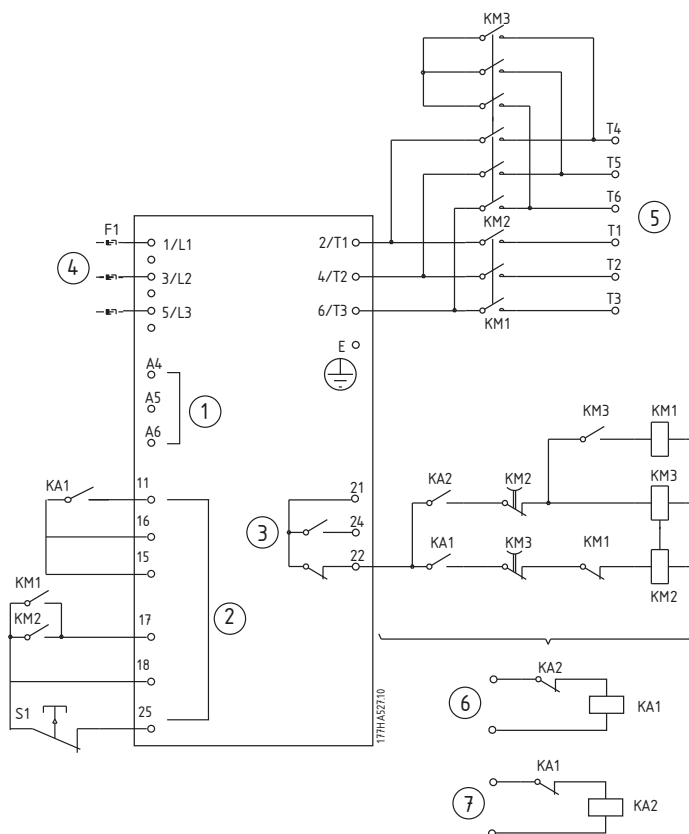 KM3
T4
T5
T6
5
F1
1/L1
2/T1
KM2
T1
4
3/L2
4/T2
T2
5/L3
6/T3
KM1
T3
E
A4
A5
1
A6
KM3
KM1
KA1
11
21
KA2
KM2
KM3
16
3
24
15
22
KA1
KM3
KM1
KM2
KM1
KM2
17
2
18
S1
25
177HA527.10
KA2
6
KA1
KA1
7
KA2